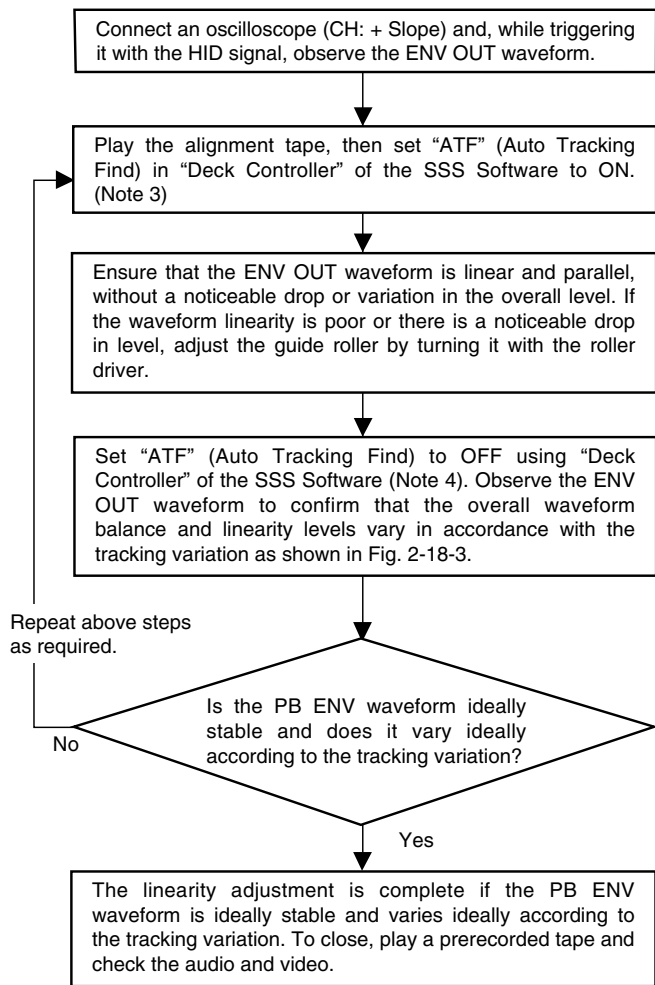 Connect an oscilloscope (CH: + Slope) and, while triggering
it with the HID signal, observe the ENV OUT waveform.
Play the alignment tape, then set “ATF” (Auto Tracking
Find) in “Deck Controller” of the SSS Software to ON.
(Note 3)
Ensure that the ENV OUT waveform is linear and parallel,
without a noticeable drop or variation in the overall level. If
the waveform linearity is poor or there is a noticeable drop
in level, adjust the guide roller by turning it with the roller
driver.
Set “ATF” (Auto Tracking Find) to OFF using “Deck
Controller” of the SSS Software (Note 4). Observe the ENV
OUT waveform to confirm that the overall waveform
balance and linearity levels vary in accordance with the
tracking variation as shown in Fig. 2-18-3.
Repeat above steps
as required.
Is the PB ENV waveform ideally
stable and does it vary ideally
according to the tracking variation?
No
Yes
The linearity adjustment is complete if the PB ENV
waveform is ideally stable and varies ideally according to
the tracking variation. To close, play a prerecorded tape and
check the audio and video.